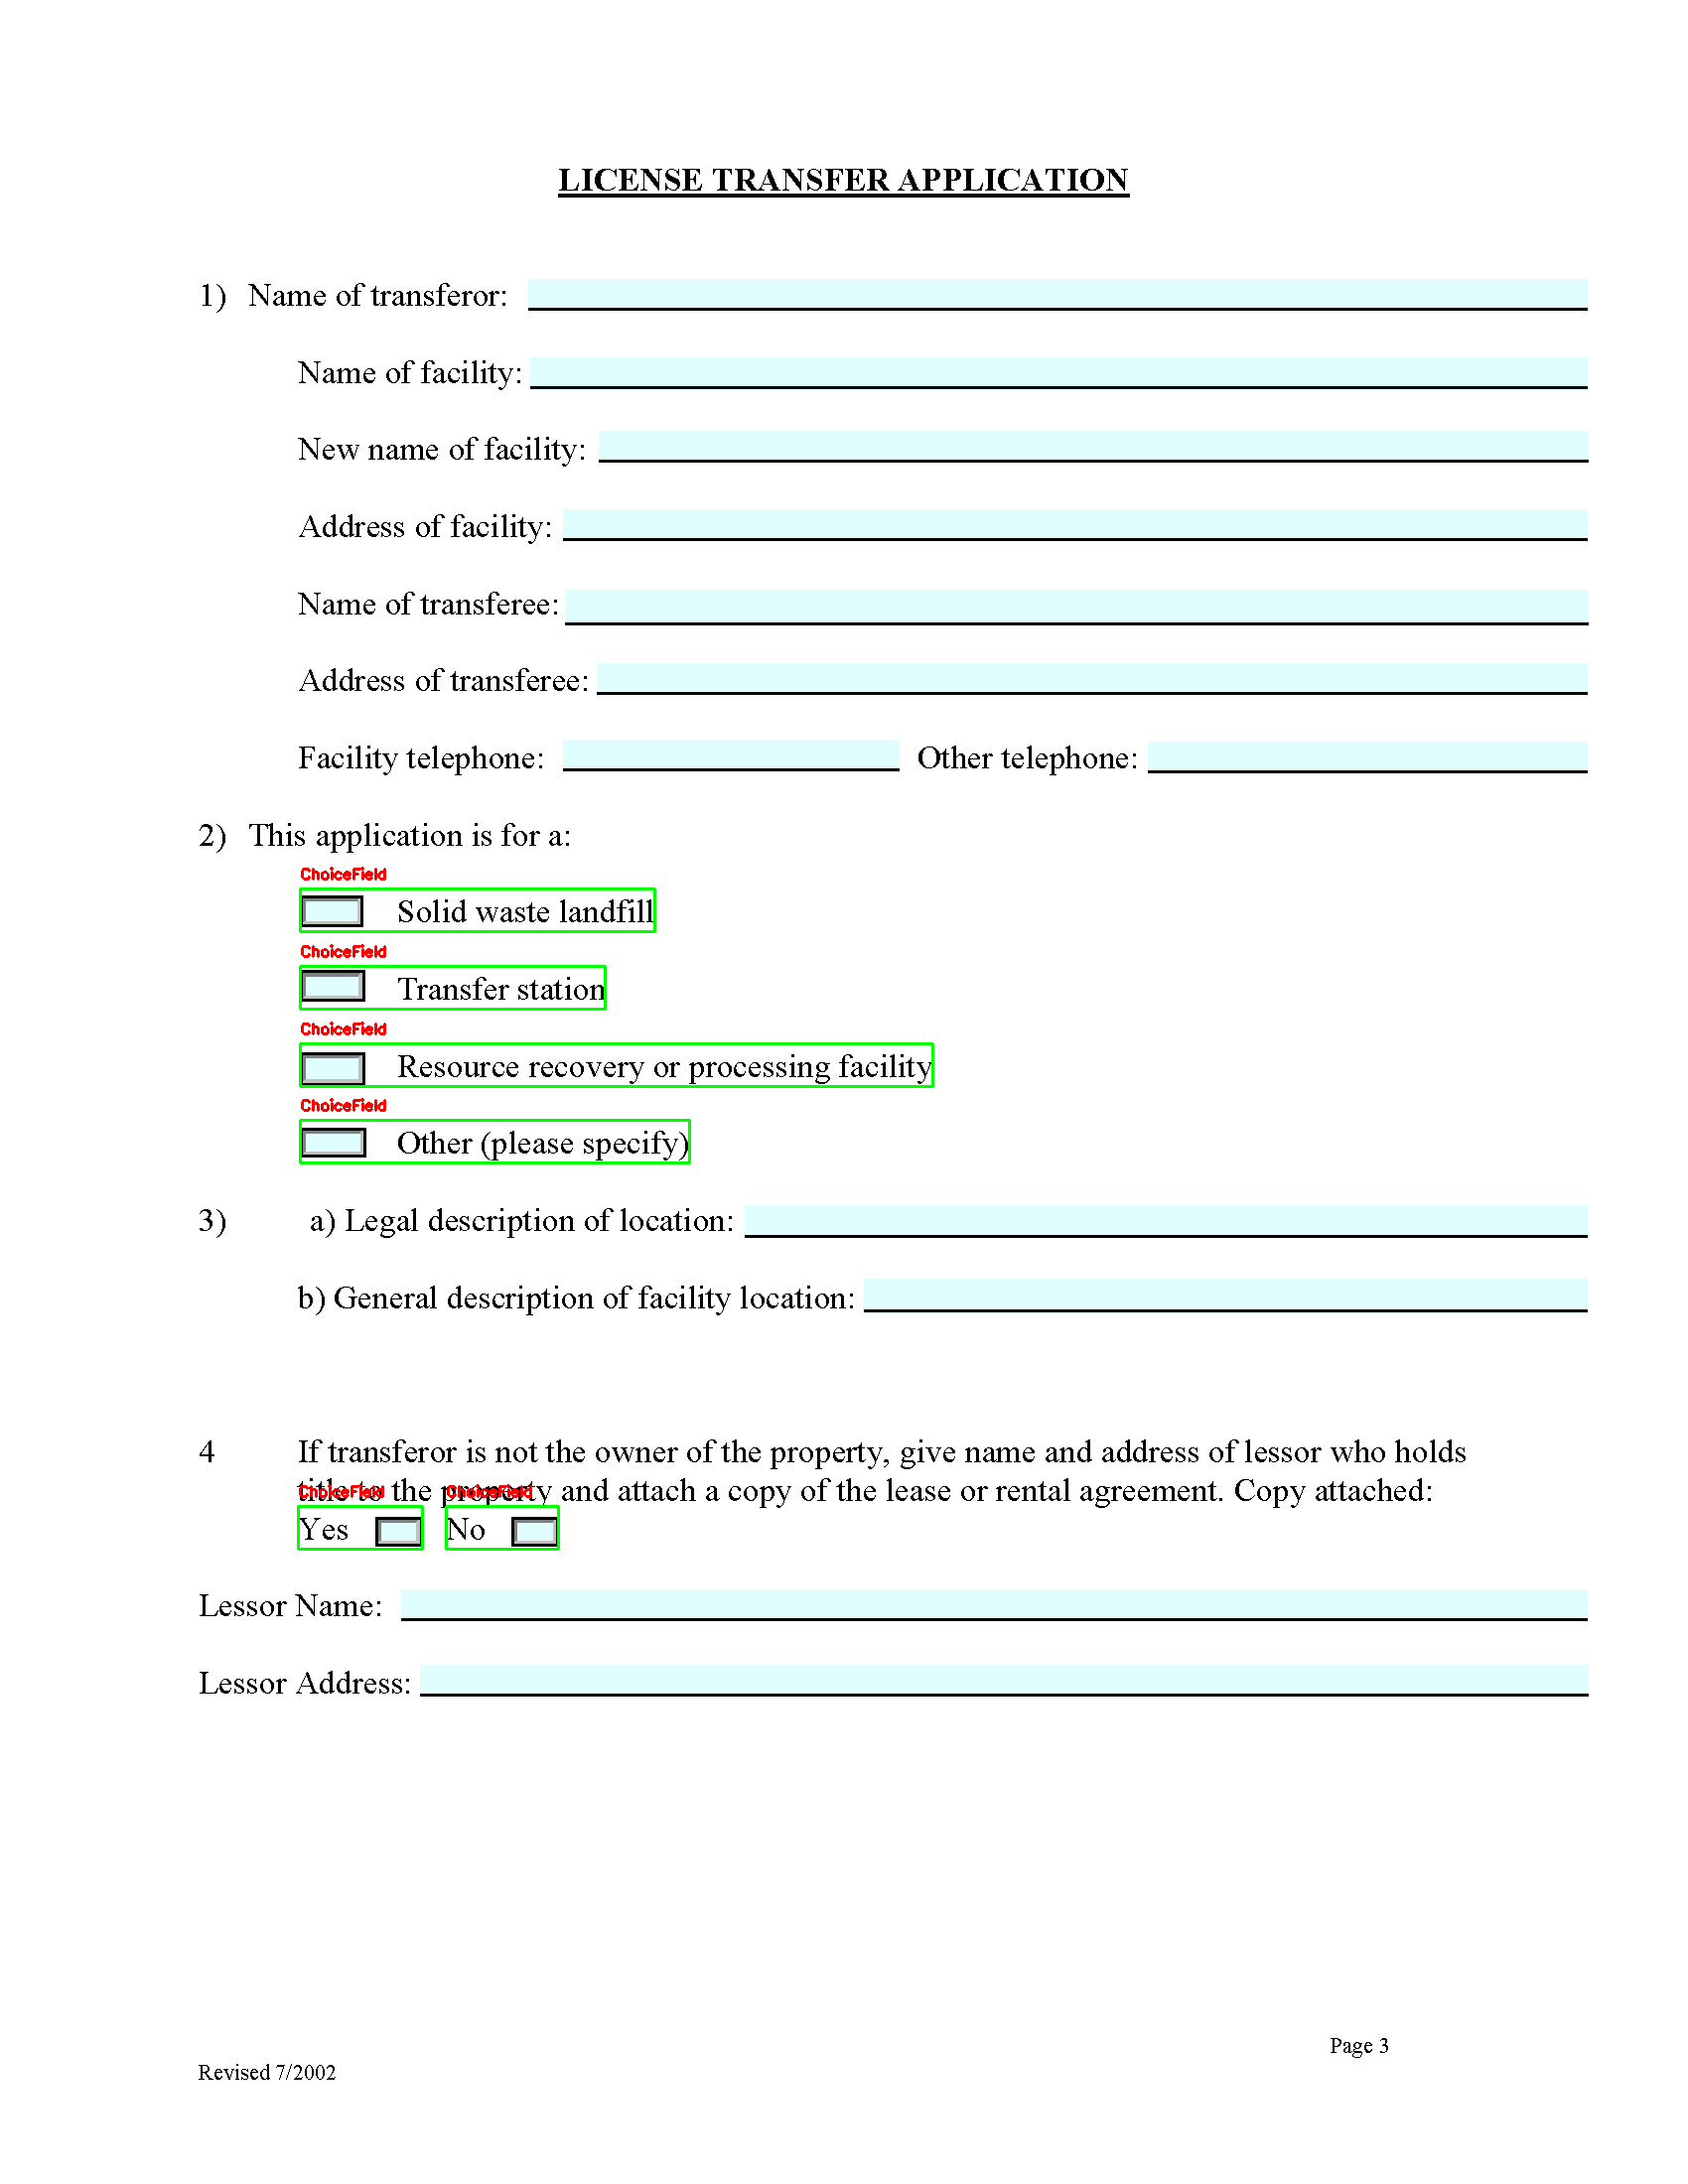 LICENSE TRANSFER APPLICATION
1) Name of transferor:
Name of facility:
New name of facility:
Address of facility:
Name of transferee:
Address of transferee:
Facility telephone: Other telephone:
2) This application is for a:
ChoiceField
Solid waste landfill
ChoiceField
Transfer station
ChoiceField
Resource recovery or processing facility
ChoiceField
Other (please specify)
3) a) Legal description of location:
b) General description of facility location:
4 If transferor is not the owner of the property, give name and address of lessor who holds
title to the property and attach a copy of the lease or rental agreement. Copy attached:
ChoiceField ChoiceField
Yes No
Lessor Name:
Lessor Address:
Page 3
Revised 7/2002